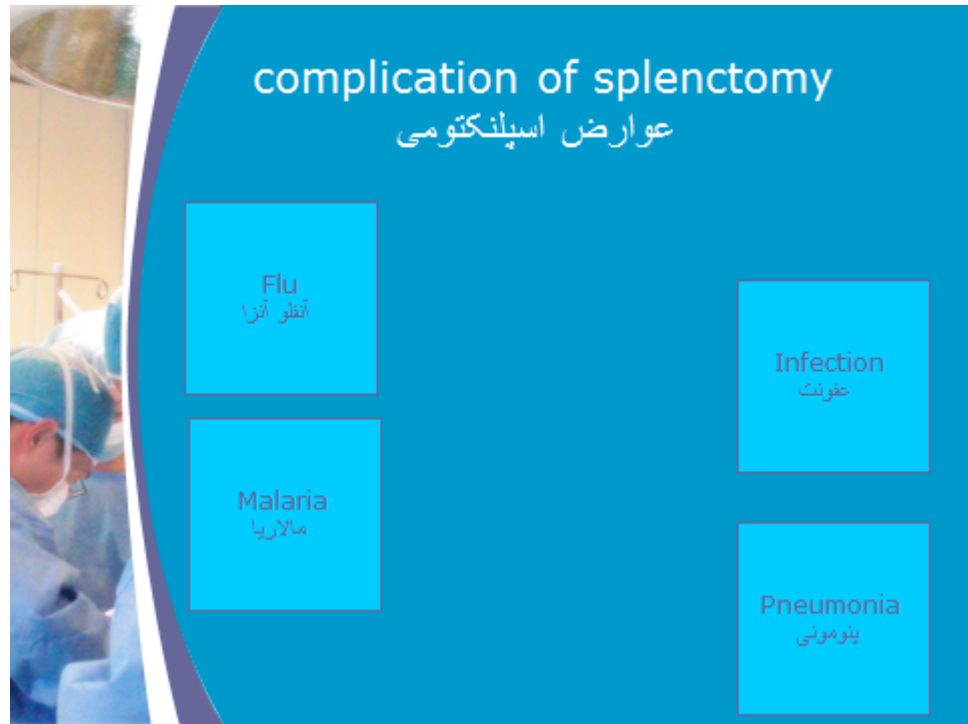 complication of splenctomy
عوارض اسپلنکتومی
Flu
آنفلو آنزا
Infection
عفونت
Malaria
مالاریا
Pneumonia
پنومونی